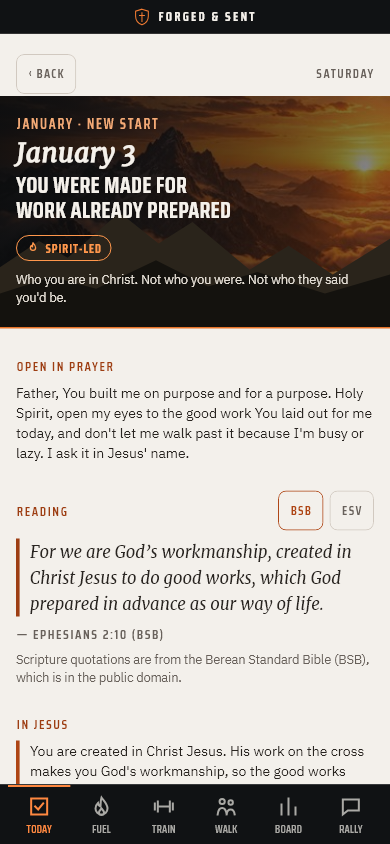 FORGED & SENT
‹ BACK
SATURDAY
JANUARY · NEW START
January 3
YOU WERE MADE FOR
WORK ALREADY PREPARED
SPIRIT-LED
Who you are in Christ. Not who you were. Not who they said
you'd be.
OPEN IN PRAYER
Father, You built me on purpose and for a purpose. Holy
Spirit, open my eyes to the good work You laid out for me
today, and don't let me walk past it because I'm busy or
lazy. I ask it in Jesus' name.
READING
BSB
ESV
For we are God’s workmanship, created in
Christ Jesus to do good works, which God
prepared in advance as our way of life.
— EPHESIANS 2:10 (BSB)
Scripture quotations are from the Berean Standard Bible (BSB),
which is in the public domain.
IN JESUS
You are created in Christ Jesus. His work on the cross
makes you God's workmanship, so the good works
TODAY
FUEL
TRAIN
WALK
BOARD
RALLY